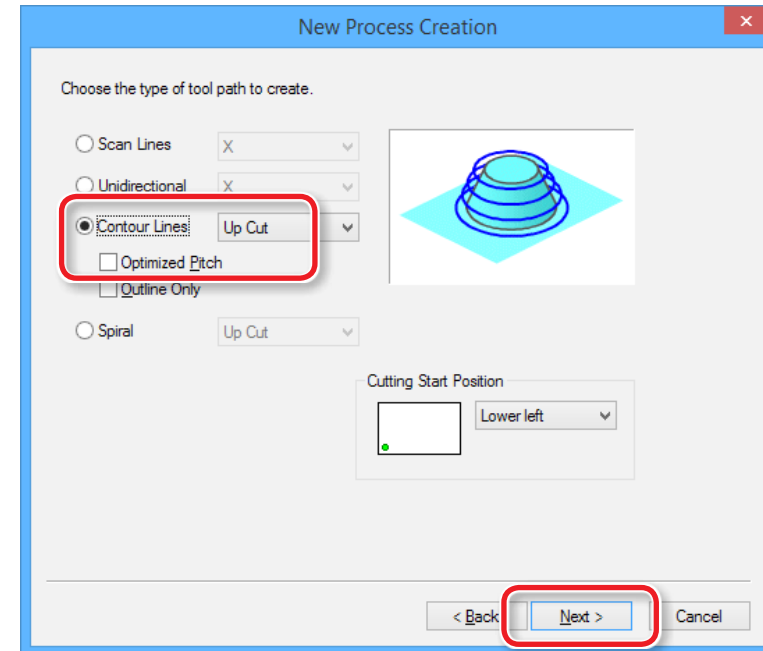 New Process Creation
Choose the type of tool path to create.
Scan Lines X
Unidirectional X
Contour Lines Up Cut
Optimized Pitch
Outline Only
Spiral Up Cut
Cutting Start Position
Lower left
< Back Next > Cancel